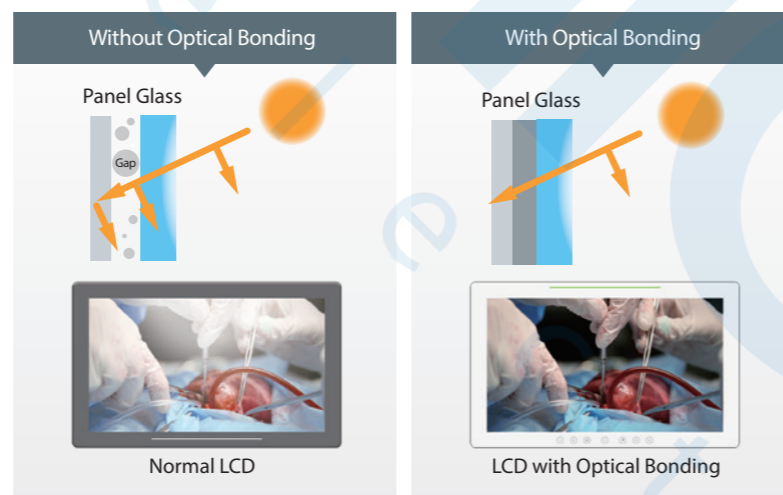 Without Optical Bonding
Panel Glass
Gap
Normal LCD
With Optical Bonding
Panel Glass
LCD with Optical Bonding